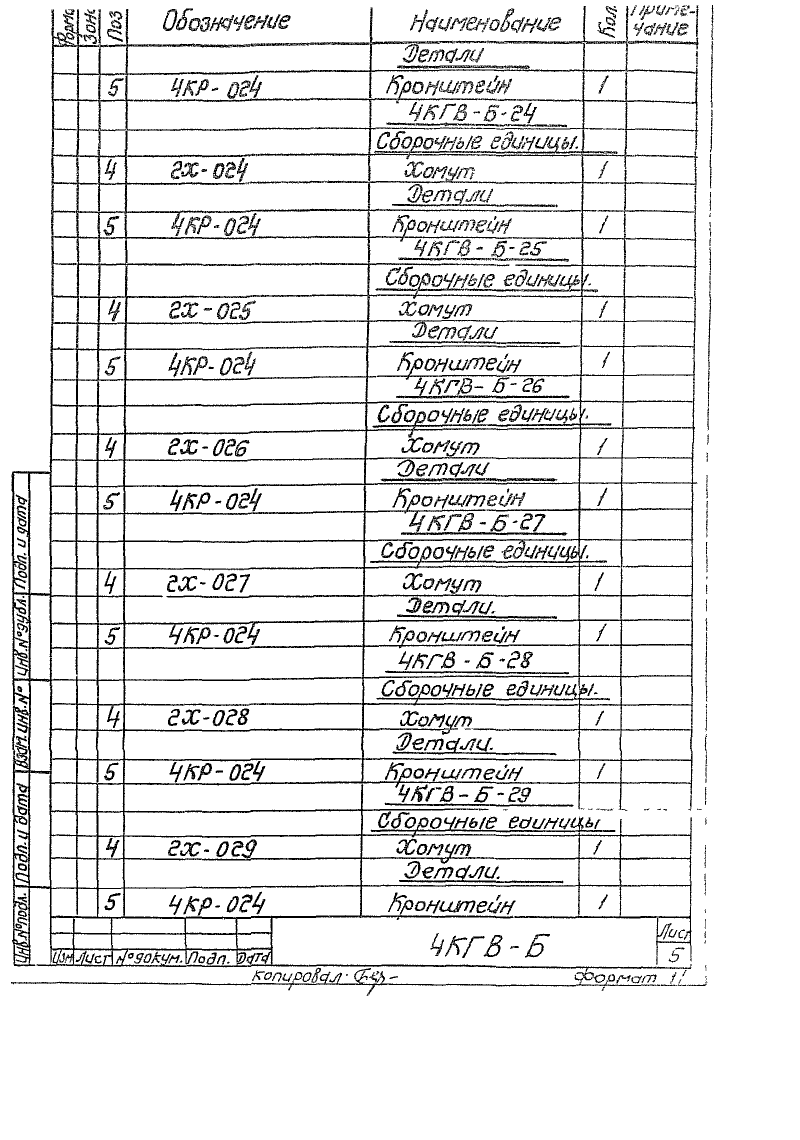 Форма Зона Поз Обозначение Наименование Кол. Примечание
Детали
5 4КР-024 Кронштейн 1
4КГВ-Б-24
Сборочные единицы.
4 2Х-024 Хомут 1
Детали
5 4КР-024 Кронштейн 1
4КГВ-Б-25
Сборочные единицы.
4 2Х-025 Хомут 1
Детали
5 4КР-024 Кронштейн 1
4КГВ-Б-26
Сборочные единицы.
4 2Х-026 Хомут 1
Детали
5 4КР-024 Кронштейн 1
4КГВ-Б-27
Сборочные единицы.
4 2Х-027 Хомут 1
Детали.
5 4КР-024 Кронштейн 1
4КГВ-Б-28
Сборочные единицы.
4 2Х-028 Хомут 1
Детали.
5 4КР-024 Кронштейн 1
4КГВ-Б-29
Сборочные единицы
4 2Х-029 Хомут 1
Детали.
5 4КР-024 Кронштейн 1
Инв.№подл. Подп. и дата Взам.инв.№ Инв.№дубл. Подп. и дата
Изм Лист №докум. Подп. Дата
4КГВ-Б
Лист
5
копировал Формат 11